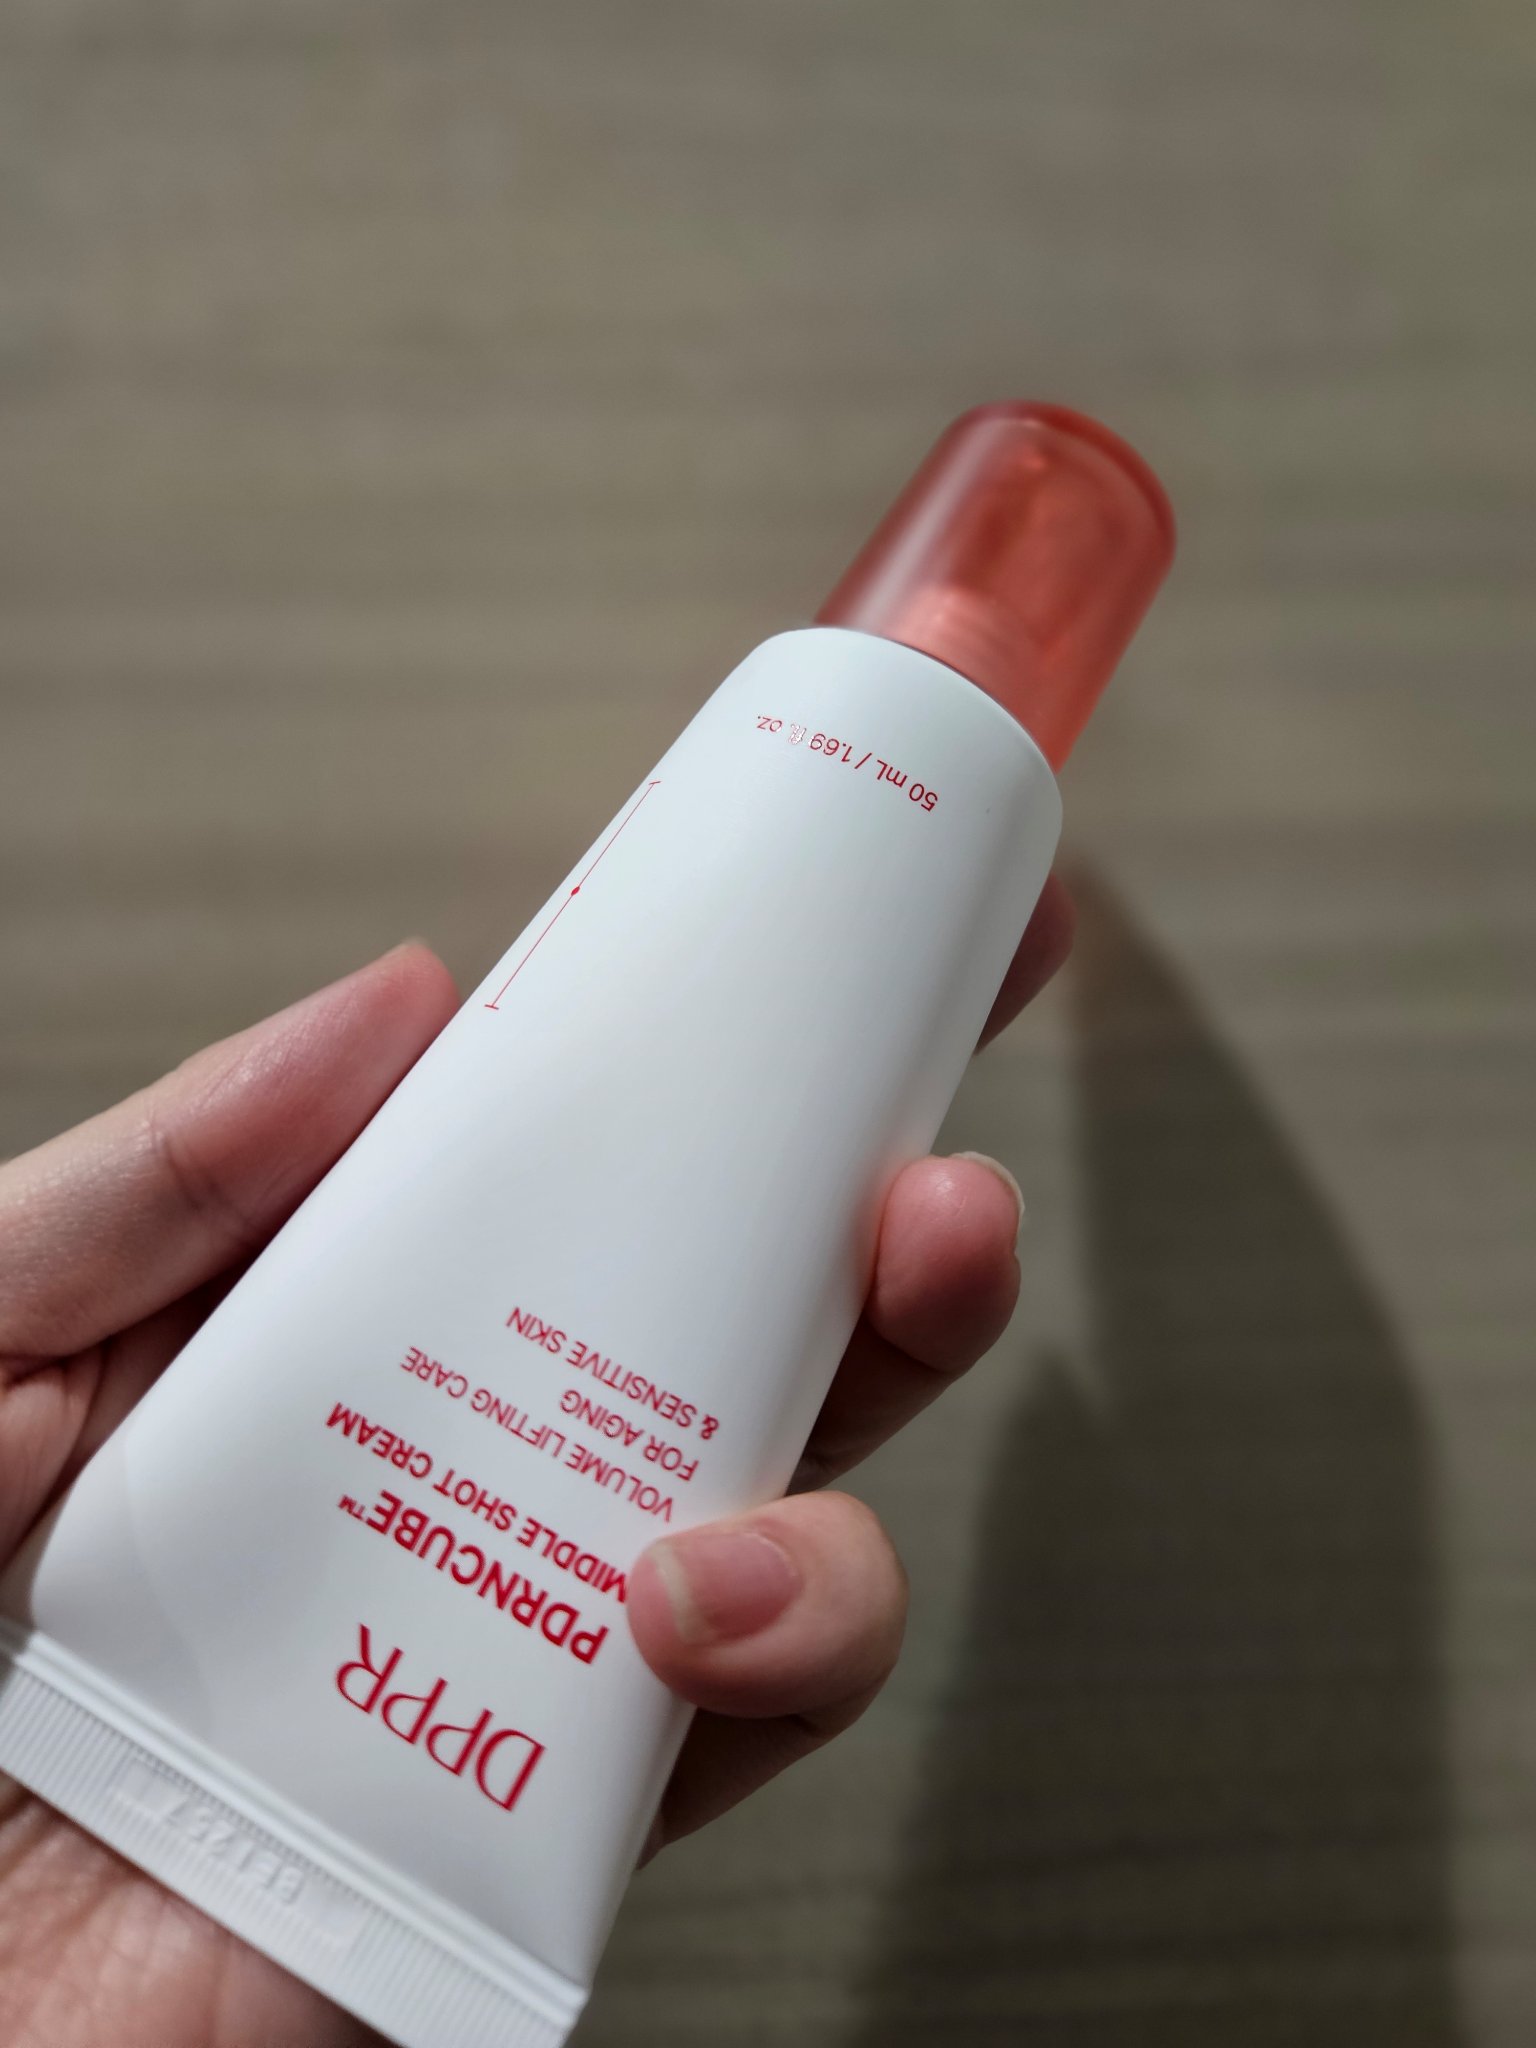 DPPR
PDRNCUBE™
MIDDLE SHOT CREAM
VOLUME LIFTING CARE
FOR AGING
& SENSITIVE SKIN
50 mL / 1.69 fl. oz.